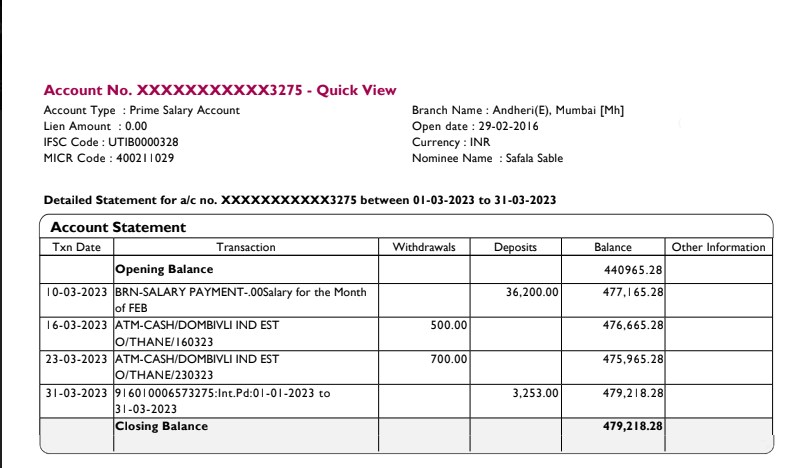 Account No. XXXXXXXXXXX3275 - Quick View
Account Type : Prime Salary Account
Branch Name : Andheri(E), Mumbai [Mh]
Lien Amount : 0.00
Open date : 29-02-2016
IFSC Code : UTIB0000328
Currency : INR
MICR Code : 400211029
Nominee Name : Safala Sable
Detailed Statement for a/c no. XXXXXXXXXXX3275 between 01-03-2023 to 31-03-2023
Account Statement
Txn Date Transaction Withdrawals Deposits Balance Other Information
Opening Balance 440965.28
10-03-2023 BRN-SALARY PAYMENT-.00Salary for the Month 36,200.00 477,165.28
of FEB
16-03-2023 ATM-CASH/DOMBIVLI IND EST 500.00 476,665.28
O/THANE/160323
23-03-2023 ATM-CASH/DOMBIVLI IND EST 700.00 475,965.28
O/THANE/230323
31-03-2023 916010006573275:Int.Pd:01-01-2023 to 3,253.00 479,218.28
31-03-2023
Closing Balance 479,218.28